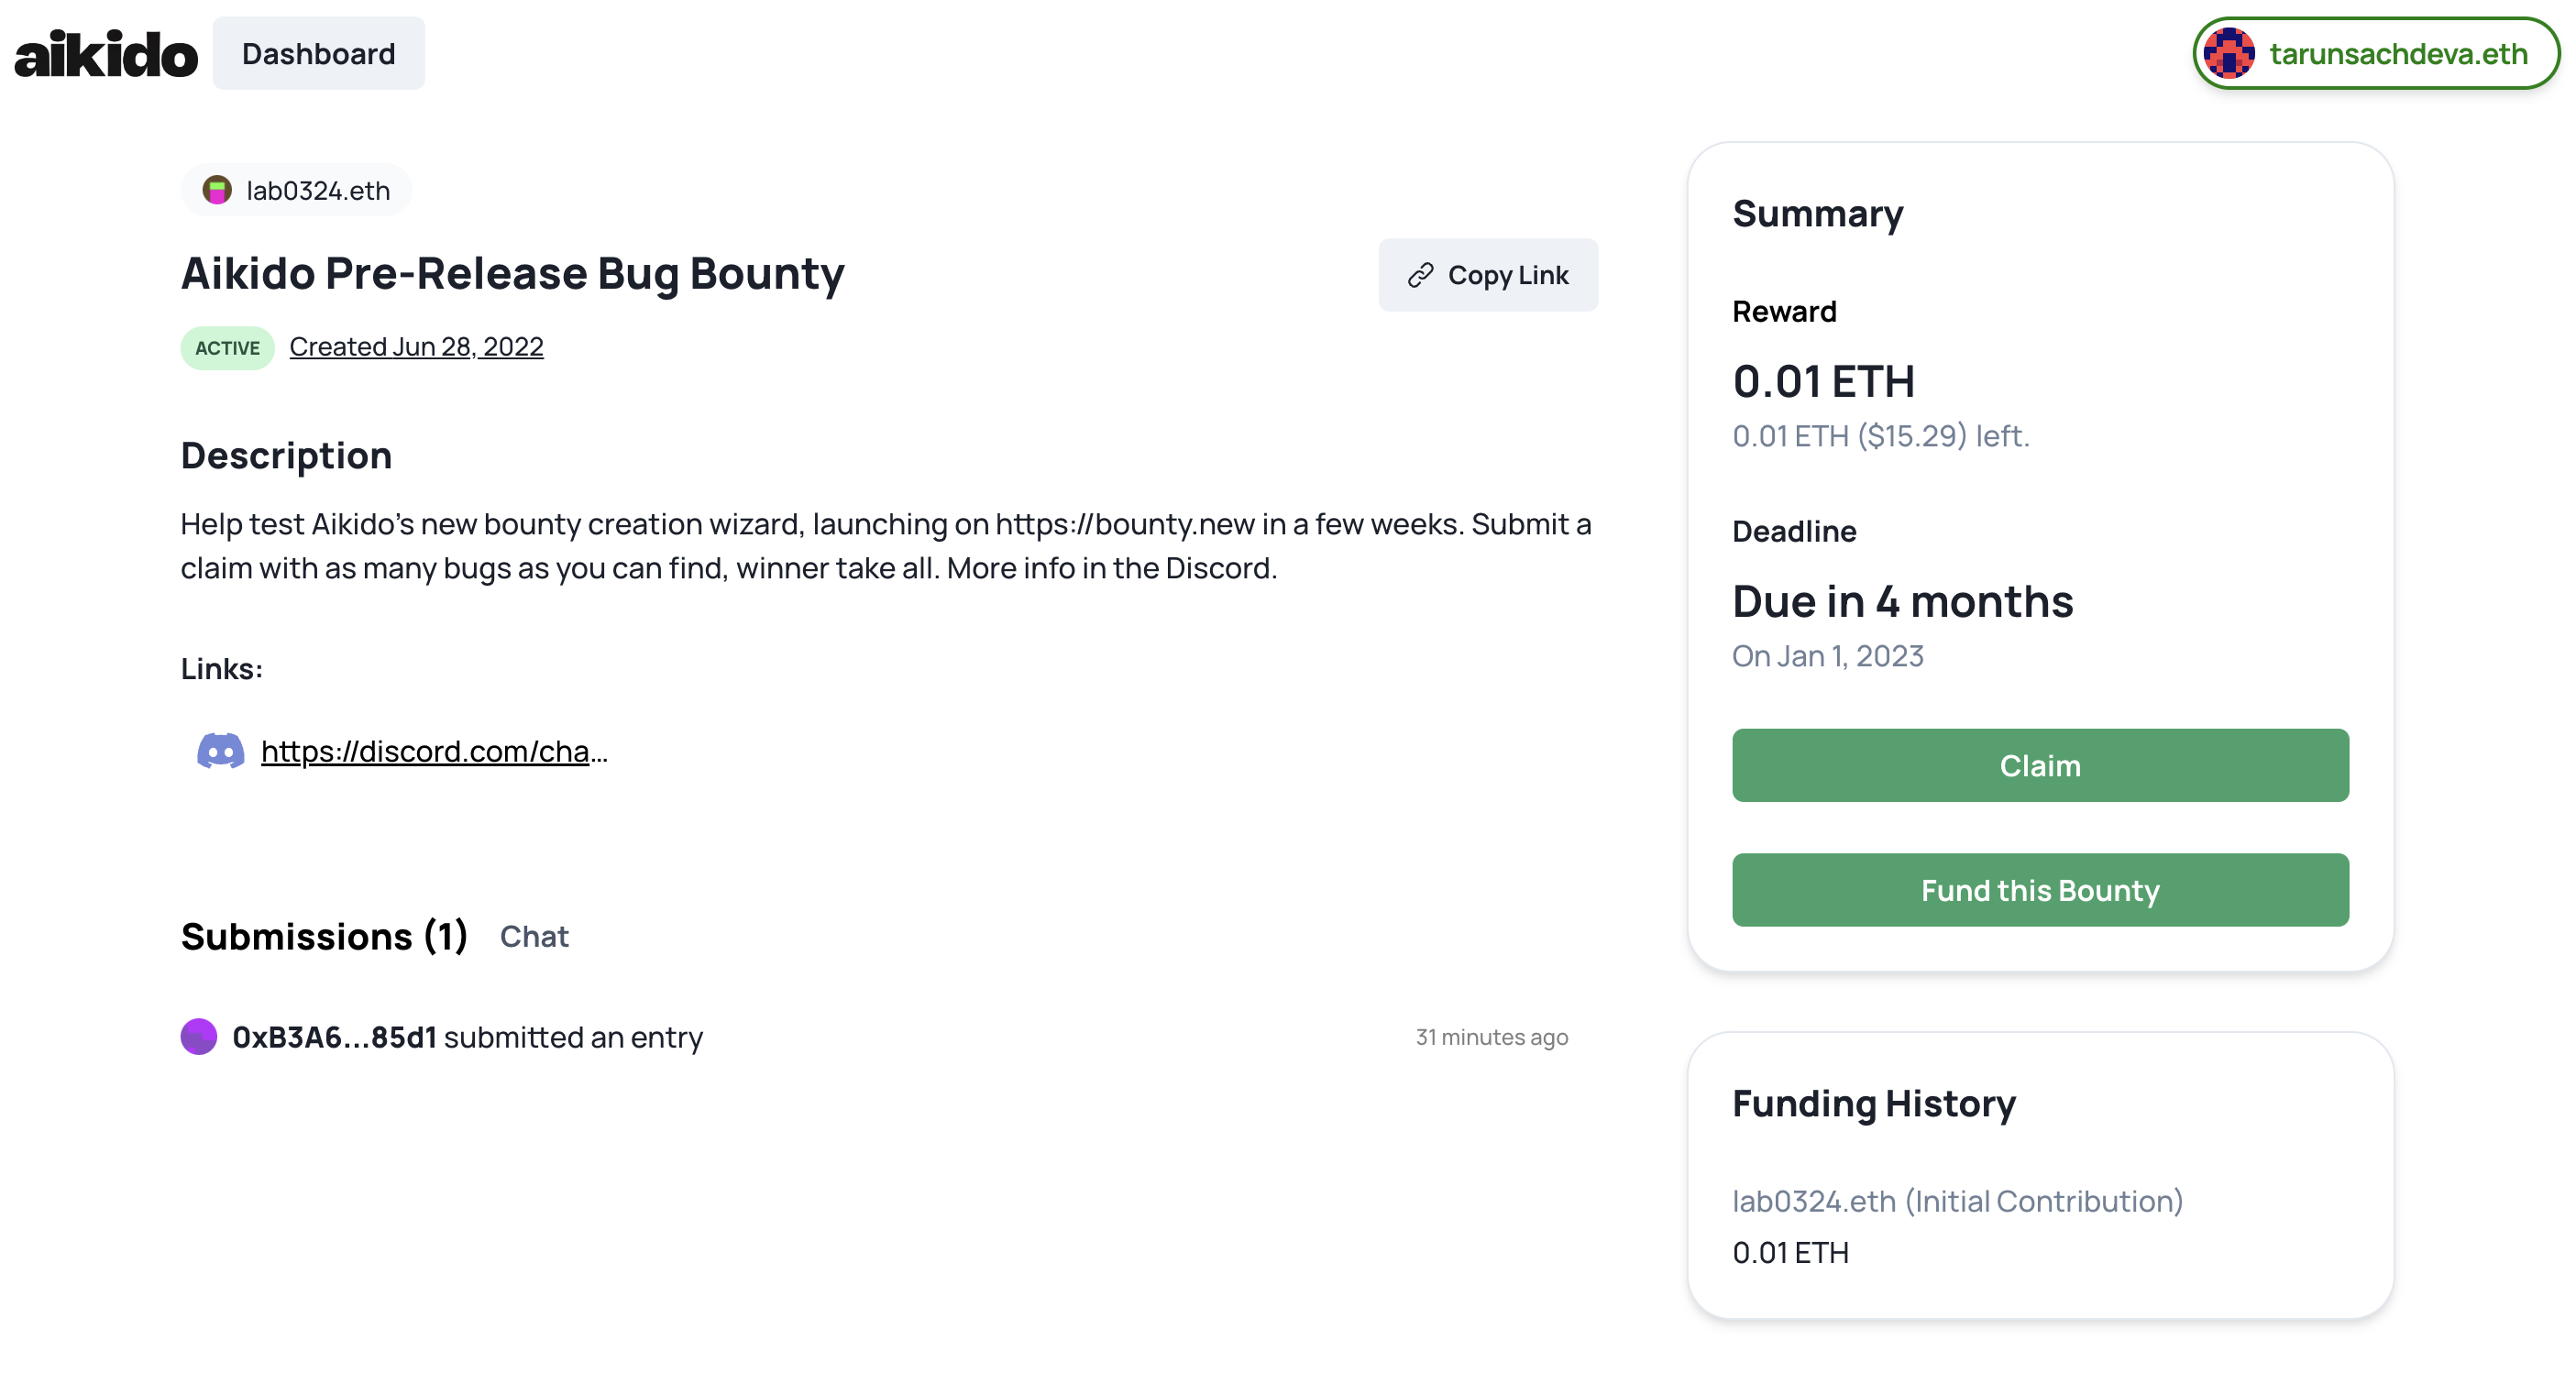 aikido
Dashboard
tarunsachdeva.eth
lab0324.eth
Aikido Pre-Release Bug Bounty
Copy Link
ACTIVE
Created Jun 28, 2022
Description
Help test Aikido's new bounty creation wizard, launching on https://bounty.new in a few weeks. Submit a
claim with as many bugs as you can find, winner take all. More info in the Discord.
Links:
https://discord.com/cha...
Submissions (1)
Chat
0xB3A6...85d1 submitted an entry
31 minutes ago
Summary
Reward
0.01 ETH
0.01 ETH ($15.29) left.
Deadline
Due in 4 months
On Jan 1, 2023
Claim
Fund this Bounty
Funding History
lab0324.eth (Initial Contribution)
0.01 ETH